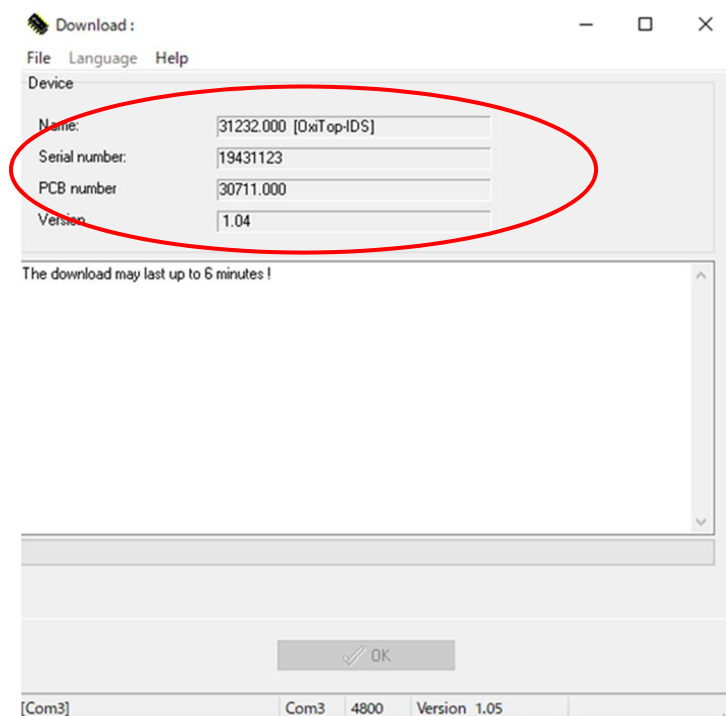 Download :
File Language Help
Device
Name: 31232.000 [OxiTop-IDS]
Serial number: 19431123
PCB number 30711.000
Version 1.04
The download may last up to 6 minutes !
OK
[Com3] Com3 4800 Version 1.05